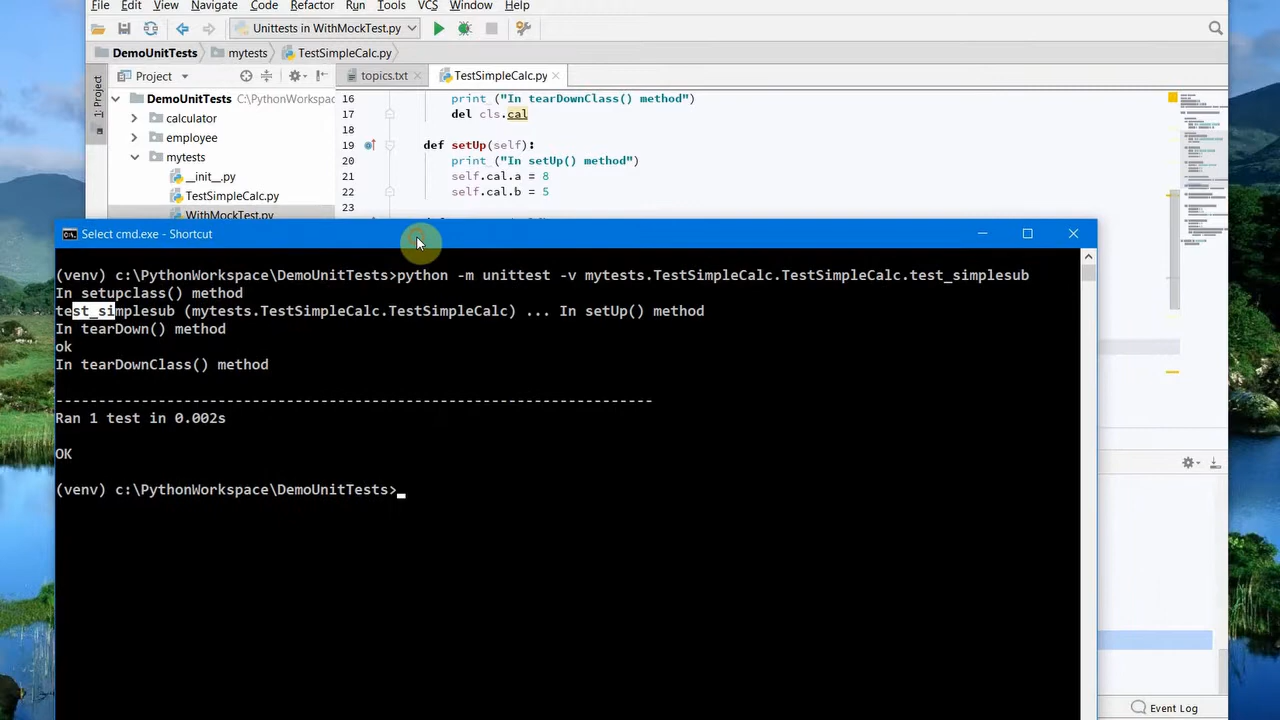 File Edit View Navigate Code Refactor Run Tools VCS Window Help
Unittests in WithMockTest.py
DemoUnitTests mytests TestSimpleCalc.py
1: Project
Project
topics.txt TestSimpleCalc.py
DemoUnitTests C:\PythonWorkspac
calculator
employee
mytests
__init__.py
TestSimpleCalc.py
WithMockTest.py
16 print ("In tearDownClass() method")
17 del cls.cal
18
19 def setUp(self):
20 print ("In setUp() method")
21 self.cal.a = 8
22 self.cal.b = 5
23
Select cmd.exe - Shortcut
(venv) c:\PythonWorkspace\DemoUnitTests>python -m unittest -v mytests.TestSimpleCalc.TestSimpleCalc.test_simplesub
In setupclass() method
test_simplesub (mytests.TestSimpleCalc.TestSimpleCalc) ... In setUp() method
In tearDown() method
ok
In tearDownClass() method
----------------------------------------------------------------------
Ran 1 test in 0.002s
OK
(venv) c:\PythonWorkspace\DemoUnitTests>
Event Log